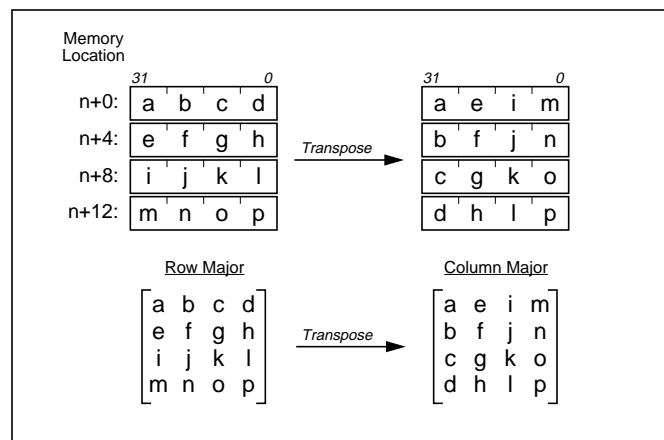 Memory
Location
31 0 31 0
n+0: a b c d a e i m
n+4: e f g h Transpose b f j n
n+8: i j k l c g k o
n+12: m n o p d h l p
Row Major Column Major
a b c d a e i m
e f g h Transpose b f j n
i j k l c g k o
m n o p d h l p